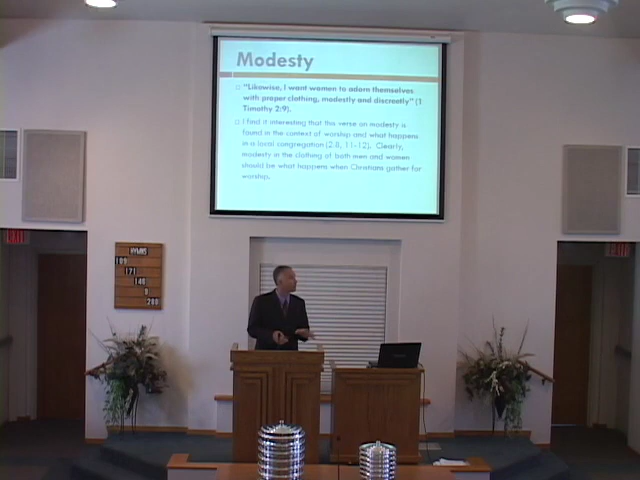 Modesty
"Likewise, I want women to adorn themselves
with proper clothing, modestly and discreetly" (1
Timothy 2:9).
I find it interesting that this verse on modesty is
found in the context of worship and what happens
in a local congregation (2:8, 11-12). Clearly,
modesty in the clothing of both men and women
should be what happens when Christians gather for
worship.
EXIT
EXIT
HYMNS
109
171
148